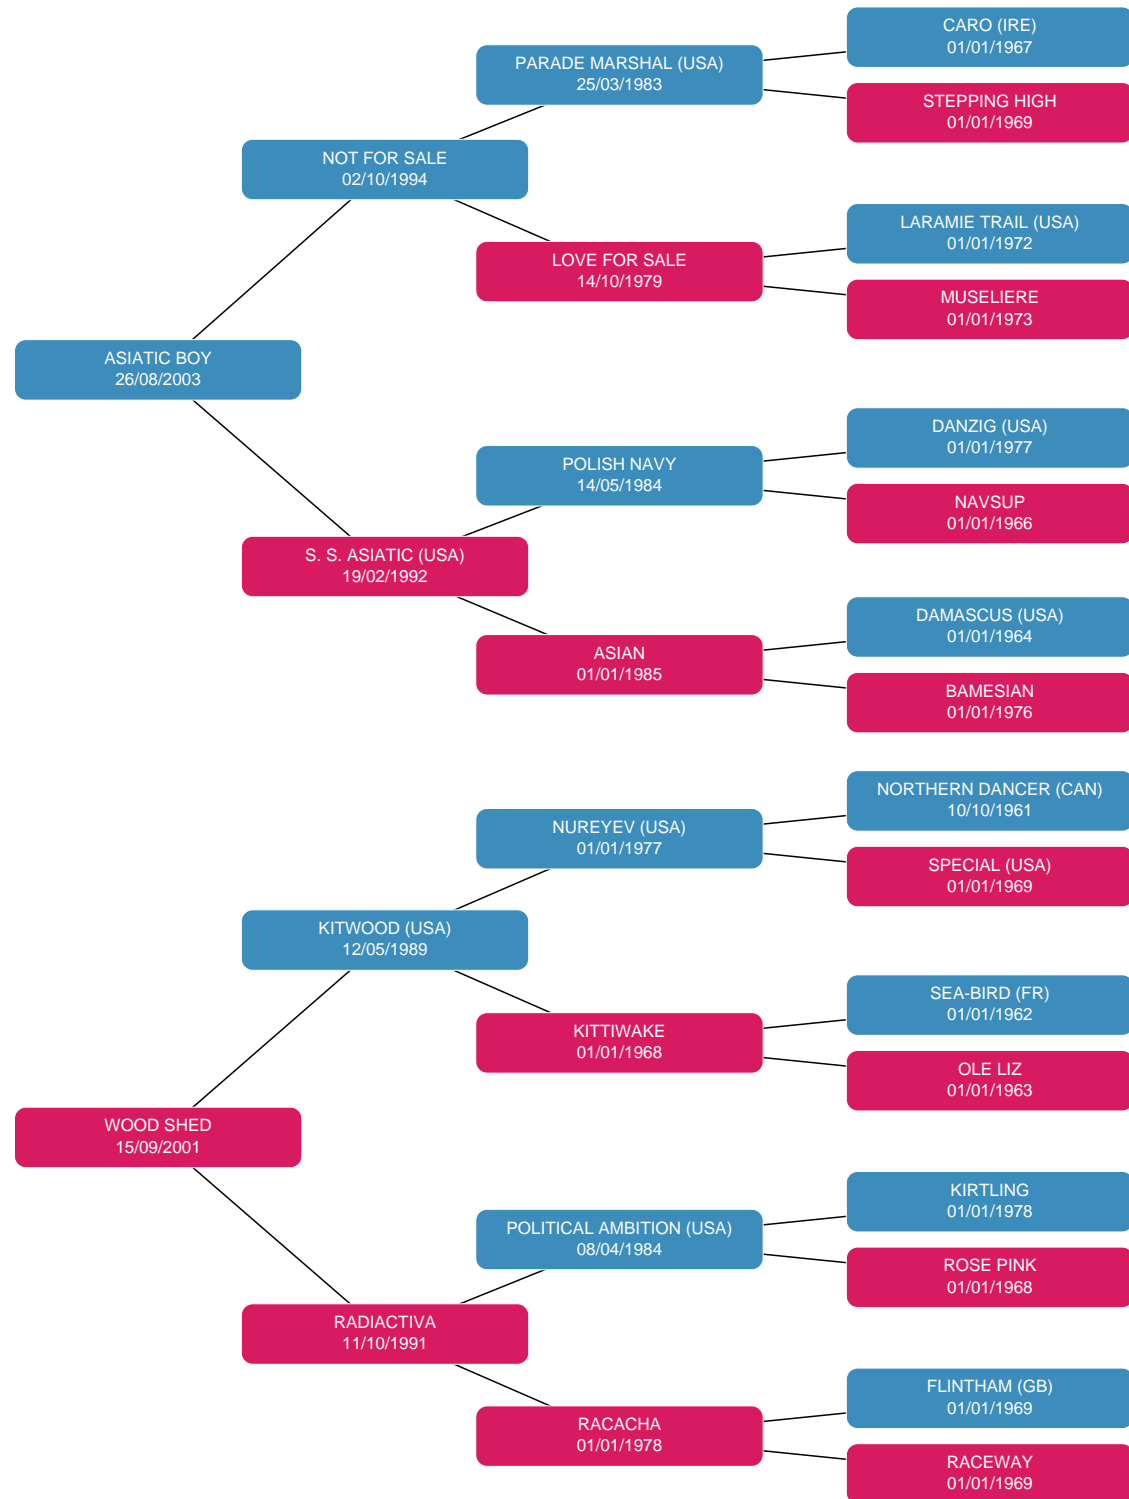 CARO (IRE)
01/01/1967
PARADE MARSHAL (USA)
25/03/1983
STEPPING HIGH
01/01/1969
NOT FOR SALE
02/10/1994
LARAMIE TRAIL (USA)
01/01/1972
LOVE FOR SALE
14/10/1979
MUSELIERE
01/01/1973
ASIATIC BOY
26/08/2003
DANZIG (USA)
01/01/1977
POLISH NAVY
14/05/1984
NAVSUP
01/01/1966
S. S. ASIATIC (USA)
19/02/1992
DAMASCUS (USA)
01/01/1964
ASIAN
01/01/1985
BAMESIAN
01/01/1976
NORTHERN DANCER (CAN)
10/10/1961
NUREYEV (USA)
01/01/1977
SPECIAL (USA)
01/01/1969
KITWOOD (USA)
12/05/1989
SEA-BIRD (FR)
01/01/1962
KITTIWAKE
01/01/1968
OLE LIZ
01/01/1963
WOOD SHED
15/09/2001
KIRTLING
01/01/1978
POLITICAL AMBITION (USA)
08/04/1984
ROSE PINK
01/01/1968
RADIACTIVA
11/10/1991
FLINTHAM (GB)
01/01/1969
RACACHA
01/01/1978
RACEWAY
01/01/1969